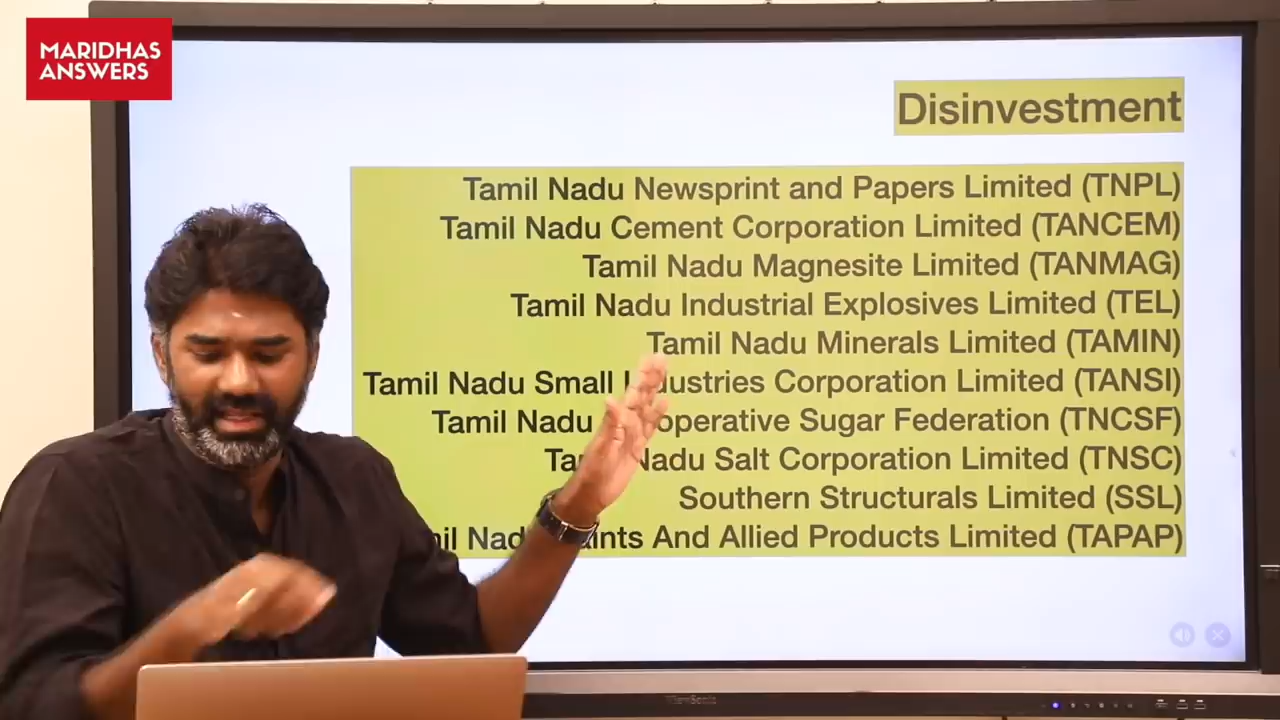 MARIDHAS
ANSWERS
Disinvestment
Tamil Nadu Newsprint and Papers Limited (TNPL)
Tamil Nadu Cement Corporation Limited (TANCEM)
Tamil Nadu Magnesite Limited (TANMAG)
Tamil Nadu Industrial Explosives Limited (TEL)
Tamil Nadu Minerals Limited (TAMIN)
Tamil Nadu Small Industries Corporation Limited (TANSI)
Tamil Nadu operative Sugar Federation (TNCSF)
Nadu Salt Corporation Limited (TNSC)
Southern Structurals Limited (SSL)
And Allied Products Limited (TAPAP)
ViewSonic